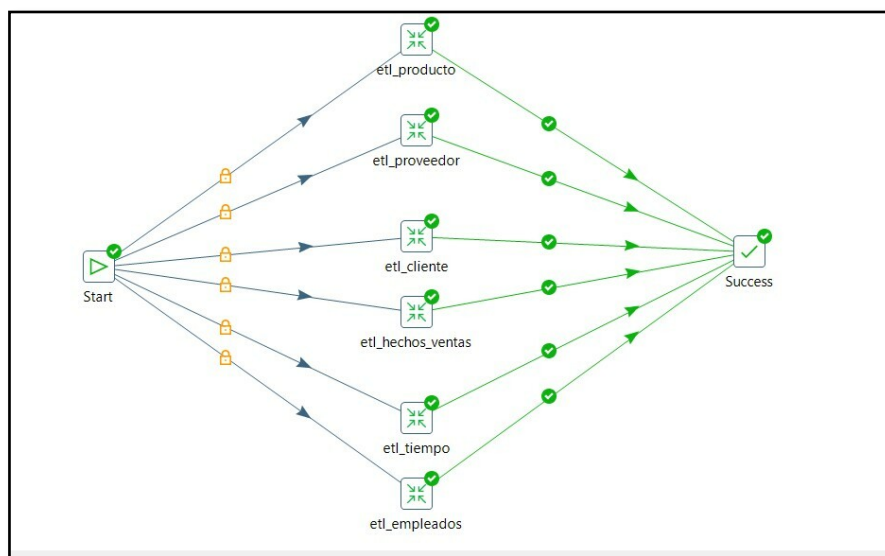 etl_producto
etl_proveedor
etl_cliente
Start
Success
etl_hechos_ventas
etl_tiempo
etl_empleados